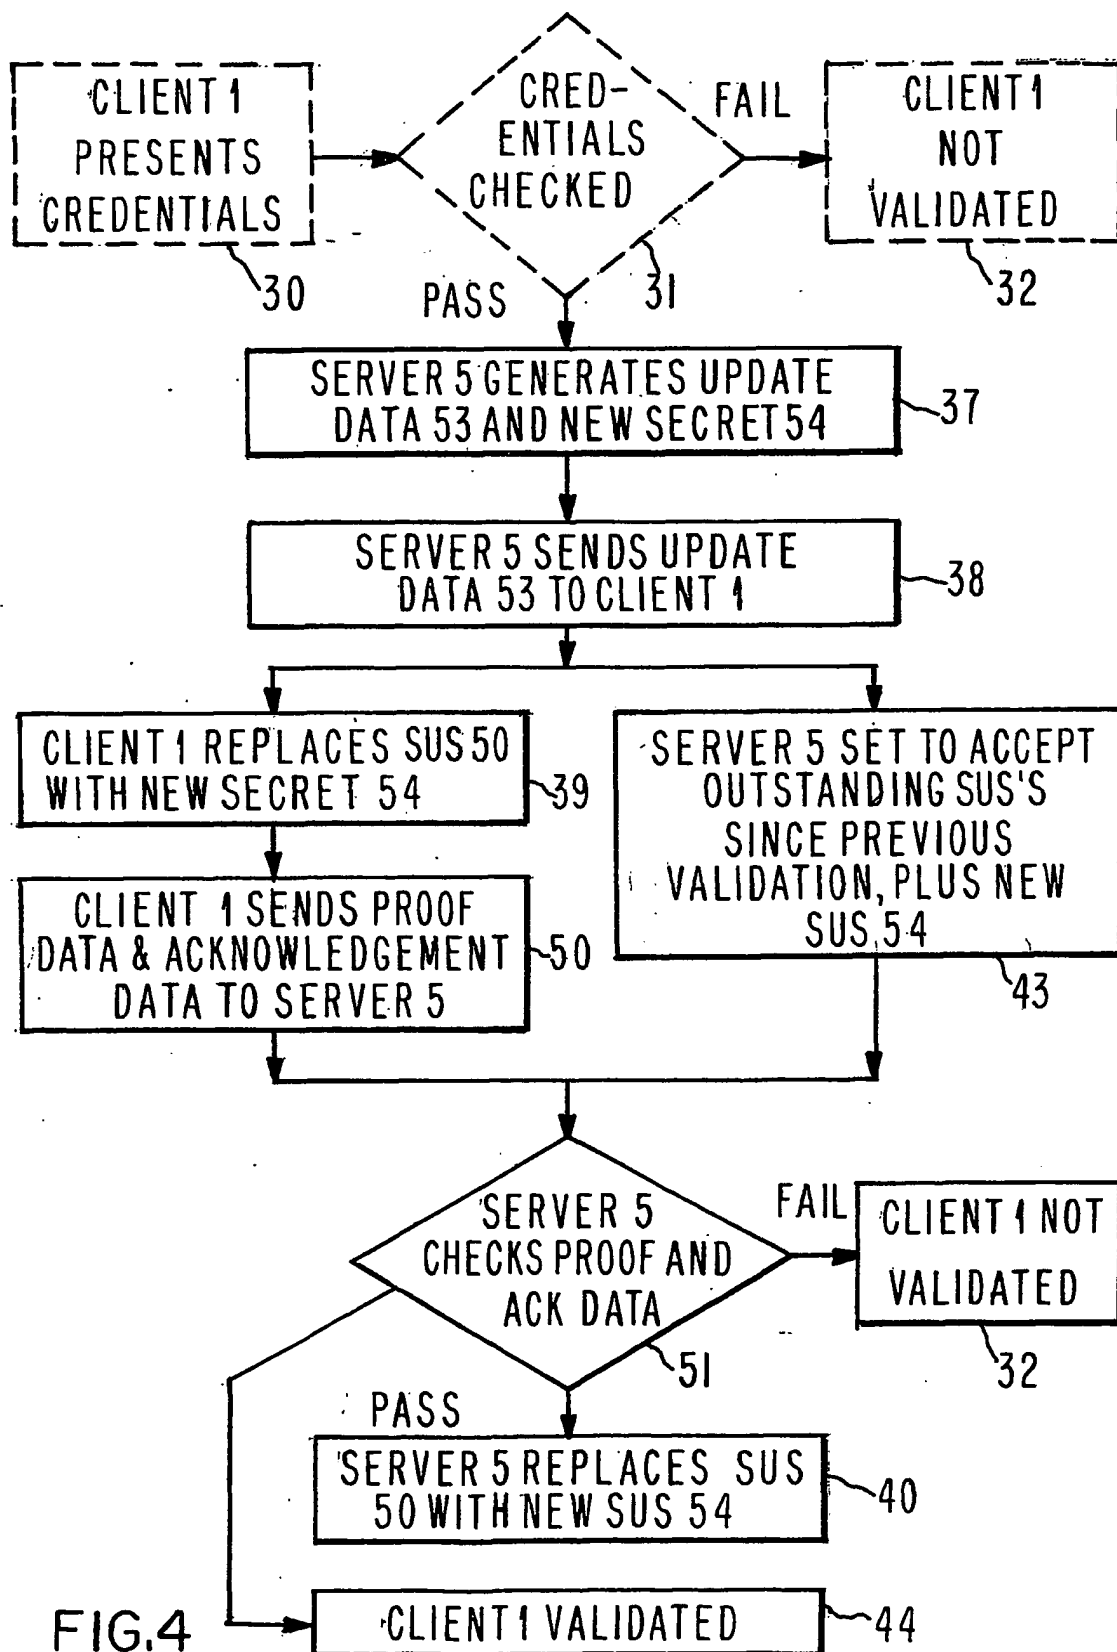 CLIENT 1
PRESENTS
CREDENTIALS
30
CRED-
ENTIALS
CHECKED
31
FAIL
CLIENT 1
NOT
VALIDATED
32
PASS
SERVER 5 GENERATES UPDATE
DATA 53 AND NEW SECRET 54
37
SERVER 5 SENDS UPDATE
DATA 53 TO CLIENT 1
38
CLIENT 1 REPLACES SUS 50
WITH NEW SECRET 54
39
SERVER 5 SET TO ACCEPT
OUTSTANDING SUS'S
SINCE PREVIOUS
VALIDATION, PLUS NEW
SUS 54
43
CLIENT 1 SENDS PROOF
DATA & ACKNOWLEDGEMENT
DATA TO SERVER 5
50
SERVER 5
CHECKS PROOF AND
ACK DATA
51
FAIL
CLIENT 1 NOT
VALIDATED
32
PASS
SERVER 5 REPLACES SUS
50 WITH NEW SUS 54
40
CLIENT 1 VALIDATED
44
FIG.4